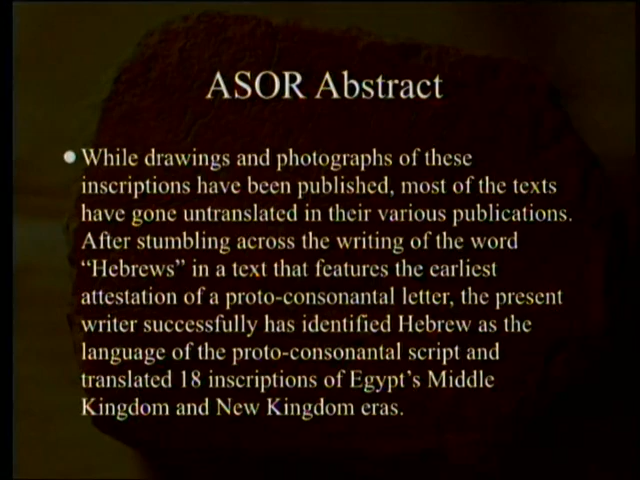 ASOR Abstract
While drawings and photographs of these
inscriptions have been published, most of the texts
have gone untranslated in their various publications.
After stumbling across the writing of the word
“Hebrews” in a text that features the earliest
attestation of a proto-consonantal letter, the present
writer successfully has identified Hebrew as the
language of the proto-consonantal script and
translated 18 inscriptions of Egypt’s Middle
Kingdom and New Kingdom eras.